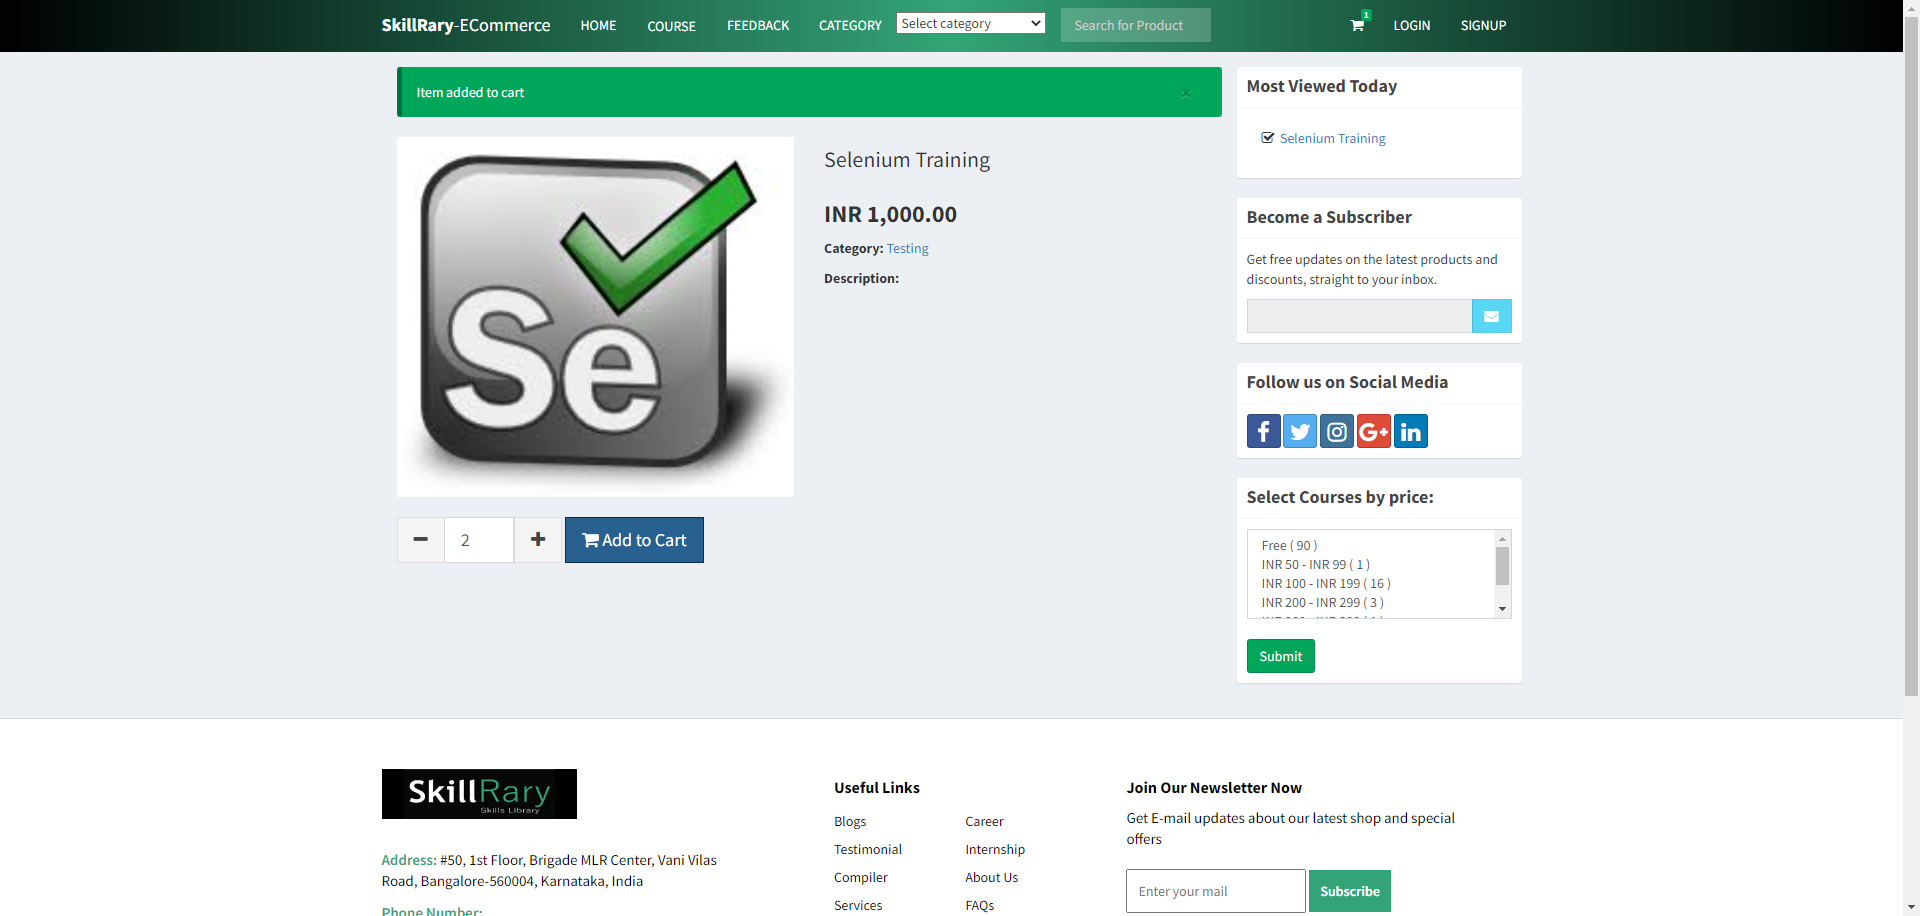 SkillRary-ECommerce HOME COURSE FEEDBACK CATEGORY Select category Search for Product 1 LOGIN SIGNUP
Item added to cart ×
Se
Selenium Training
INR 1,000.00
Category: Testing
Description:
2 Add to Cart
Most Viewed Today
Selenium Training
Become a Subscriber
Get free updates on the latest products and
discounts, straight to your inbox.
Follow us on Social Media
Select Courses by price:
Free ( 90 )
INR 50 - INR 99 ( 1 )
INR 100 - INR 199 ( 16 )
INR 200 - INR 299 ( 3 )
Submit
SkillRary
Skills Library
Address: #50, 1st Floor, Brigade MLR Center, Vani Vilas
Road, Bangalore-560004, Karnataka, India
Phone Number:
Useful Links
Blogs Career
Testimonial Internship
Compiler About Us
Services FAQs
Join Our Newsletter Now
Get E-mail updates about our latest shop and special
offers
Enter your mail Subscribe